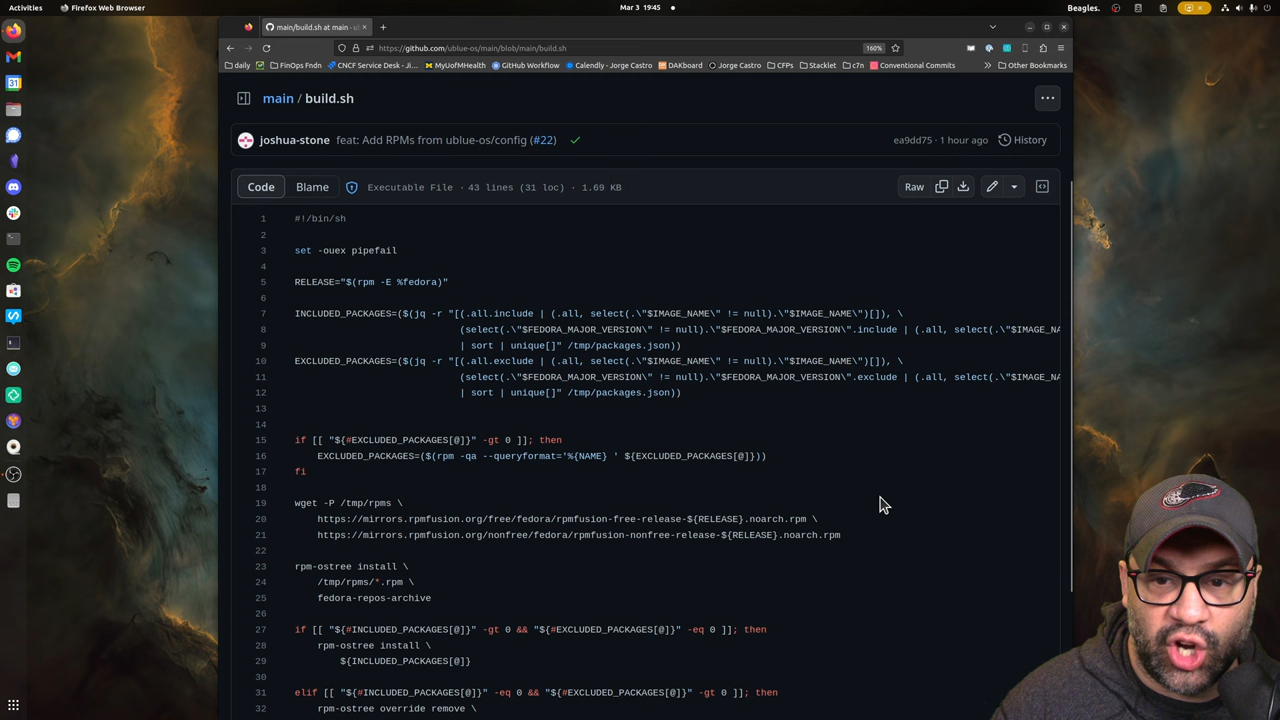 Activities
Firefox Web Browser
Mar 3 19:45
Beagles.
main/build.sh at main · ub
https://github.com/ublue-os/main/blob/main/build.sh
160%
daily
FinOps Fndn
CNCF Service Desk - Ji...
MyUofMHealth
GitHub Workflow
Calendly - Jorge Castro
DAKboard
Jorge Castro
CFPs
Stacklet
c7n
Conventional Commits
Other Bookmarks
main / build.sh
joshua-stone feat: Add RPMs from ublue-os/config (#22)
ea9dd75 · 1 hour ago
History
Code
Blame
Executable File · 43 lines (31 loc) · 1.69 KB
Raw
1 #!/bin/sh
2
3 set -ouex pipefail
4
5 RELEASE="$(rpm -E %fedora)"
6
7 INCLUDED_PACKAGES=($(jq -r "[(.all.include | (.all, select(.\"$IMAGE_NAME\" != null).\"$IMAGE_NAME\")[]), \
8 (select(.\"$FEDORA_MAJOR_VERSION\" != null).\"$FEDORA_MAJOR_VERSION\".include | (.all, select(.\"$IMAGE_NA
9 | sort | unique[]" /tmp/packages.json))
10 EXCLUDED_PACKAGES=($(jq -r "[(.all.exclude | (.all, select(.\"$IMAGE_NAME\" != null).\"$IMAGE_NAME\")[]), \
11 (select(.\"$FEDORA_MAJOR_VERSION\" != null).\"$FEDORA_MAJOR_VERSION\".exclude | (.all, select(.\"$IMAGE_NA
12 | sort | unique[]" /tmp/packages.json))
13
14
15 if [[ "${#EXCLUDED_PACKAGES[@]}" -gt 0 ]]; then
16 EXCLUDED_PACKAGES=($(rpm -qa --queryformat='%{NAME} ' ${EXCLUDED_PACKAGES[@]}))
17 fi
18
19 wget -P /tmp/rpms \
20 https://mirrors.rpmfusion.org/free/fedora/rpmfusion-free-release-${RELEASE}.noarch.rpm \
21 https://mirrors.rpmfusion.org/nonfree/fedora/rpmfusion-nonfree-release-${RELEASE}.noarch.rpm
22
23 rpm-ostree install \
24 /tmp/rpms/*.rpm \
25 fedora-repos-archive
26
27 if [[ "${#INCLUDED_PACKAGES[@]}" -gt 0 && "${#EXCLUDED_PACKAGES[@]}" -eq 0 ]]; then
28 rpm-ostree install \
29 ${INCLUDED_PACKAGES[@]}
30
31 elif [[ "${#INCLUDED_PACKAGES[@]}" -eq 0 && "${#EXCLUDED_PACKAGES[@]}" -gt 0 ]]; then
32 rpm-ostree override remove \